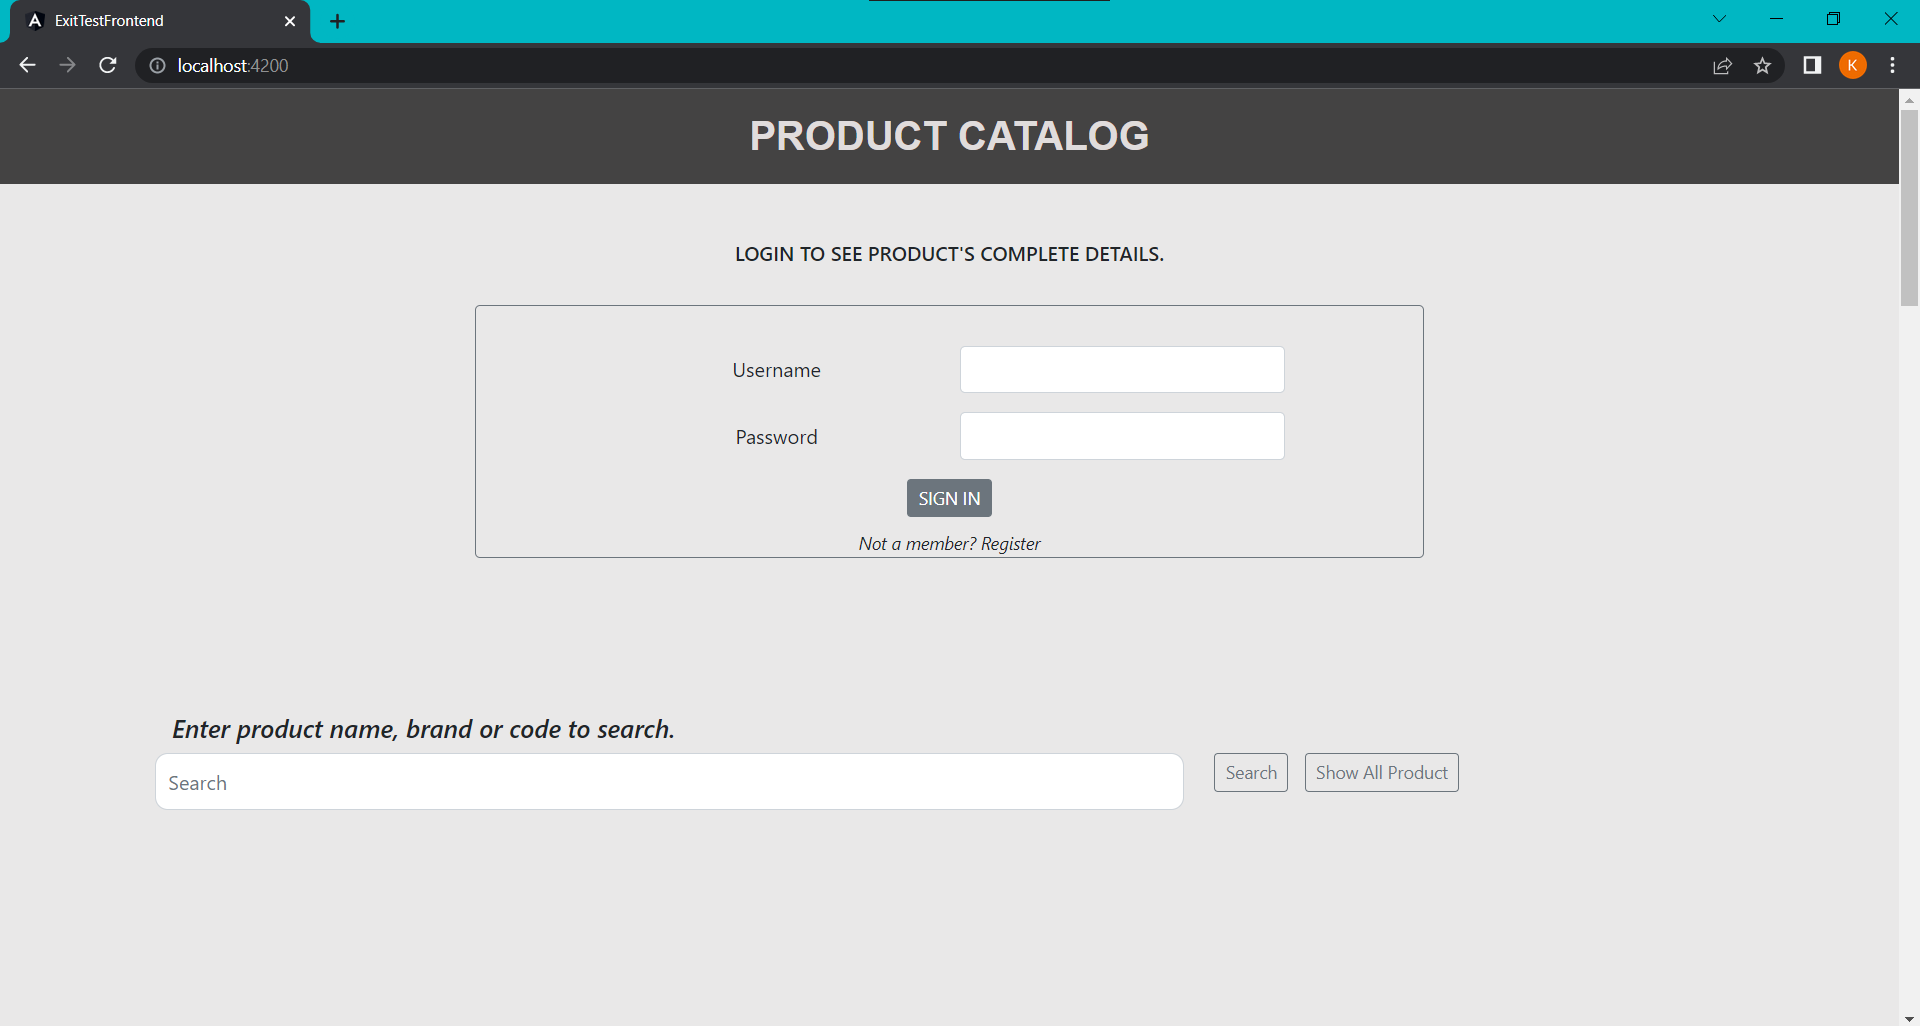 ExitTestFrontend
localhost:4200
K
PRODUCT CATALOG
LOGIN TO SEE PRODUCT'S COMPLETE DETAILS.
Username
Password
SIGN IN
Not a member? Register
Enter product name, brand or code to search.
Search Search Show All Product